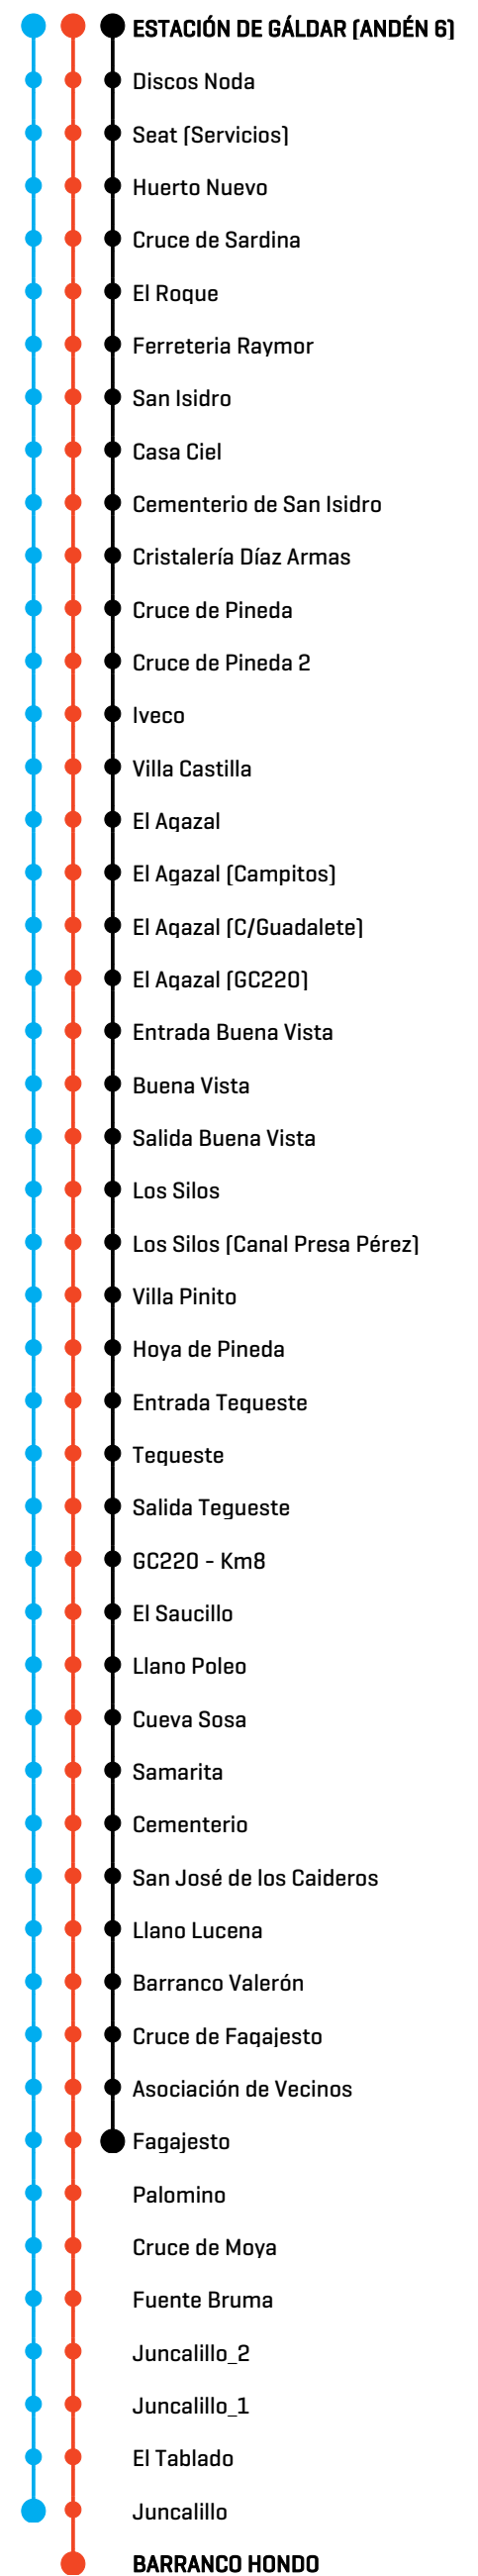 ESTACIÓN DE GÁLDAR (ANDÉN 6)
Discos Noda
Seat (Servicios)
Huerto Nuevo
Cruce de Sardina
El Roque
Ferreteria Raymor
San Isidro
Casa Ciel
Cementerio de San Isidro
Cristalería Díaz Armas
Cruce de Pineda
Cruce de Pineda 2
Iveco
Villa Castilla
El Agazal
El Agazal (Campitos)
El Agazal (C/Guadalete)
El Agazal (GC220)
Entrada Buena Vista
Buena Vista
Salida Buena Vista
Los Silos
Los Silos (Canal Presa Pérez)
Villa Pinito
Hoya de Pineda
Entrada Tegueste
Tegueste
Salida Tegueste
GC220 - Km8
El Saucillo
Llano Poleo
Cueva Sosa
Samarita
Cementerio
San José de los Caideros
Llano Lucena
Barranco Valerón
Cruce de Fagajesto
Asociación de Vecinos
Fagajesto
Palomino
Cruce de Moya
Fuente Bruma
Juncalillo_2
Juncalillo_1
El Tablado
Juncalillo
BARRANCO HONDO